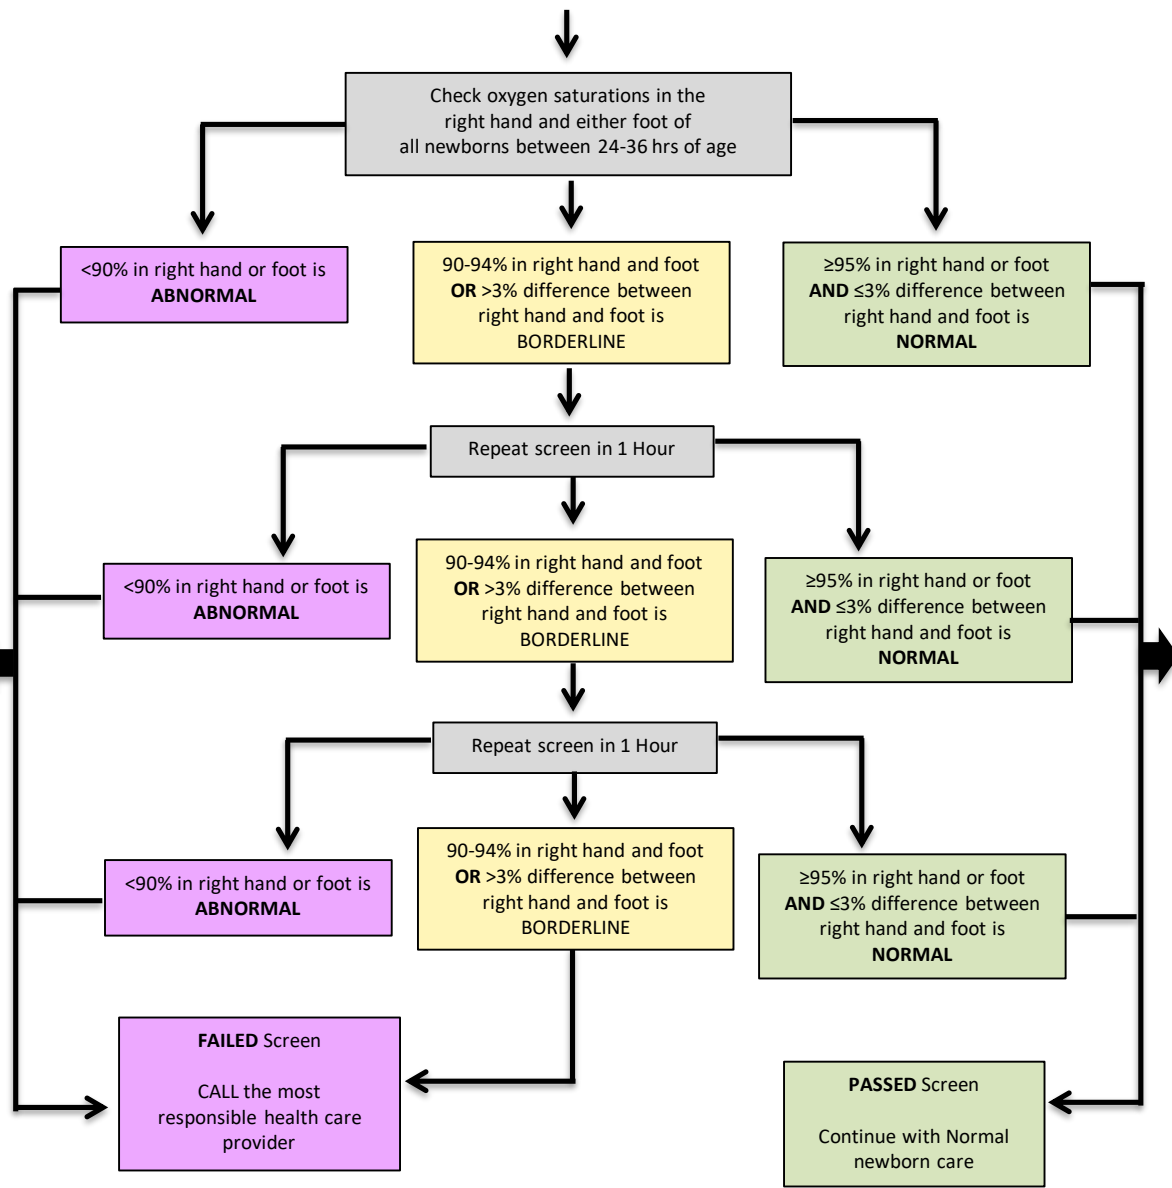 Check oxygen saturations in the
right hand and either foot of
all newborns between 24-36 hrs of age
<90% in right hand or foot is
ABNORMAL
90-94% in right hand and foot
OR >3% difference between
right hand and foot is
BORDERLINE
≥95% in right hand or foot
AND ≤3% difference between
right hand and foot is
NORMAL
Repeat screen in 1 Hour
<90% in right hand or foot is
ABNORMAL
90-94% in right hand and foot
OR >3% difference between
right hand and foot is
BORDERLINE
≥95% in right hand or foot
AND ≤3% difference between
right hand and foot is
NORMAL
Repeat screen in 1 Hour
<90% in right hand or foot is
ABNORMAL
90-94% in right hand and foot
OR >3% difference between
right hand and foot is
BORDERLINE
≥95% in right hand or foot
AND ≤3% difference between
right hand and foot is
NORMAL
FAILED Screen
CALL the most
responsible health care
provider
PASSED Screen
Continue with Normal
newborn care